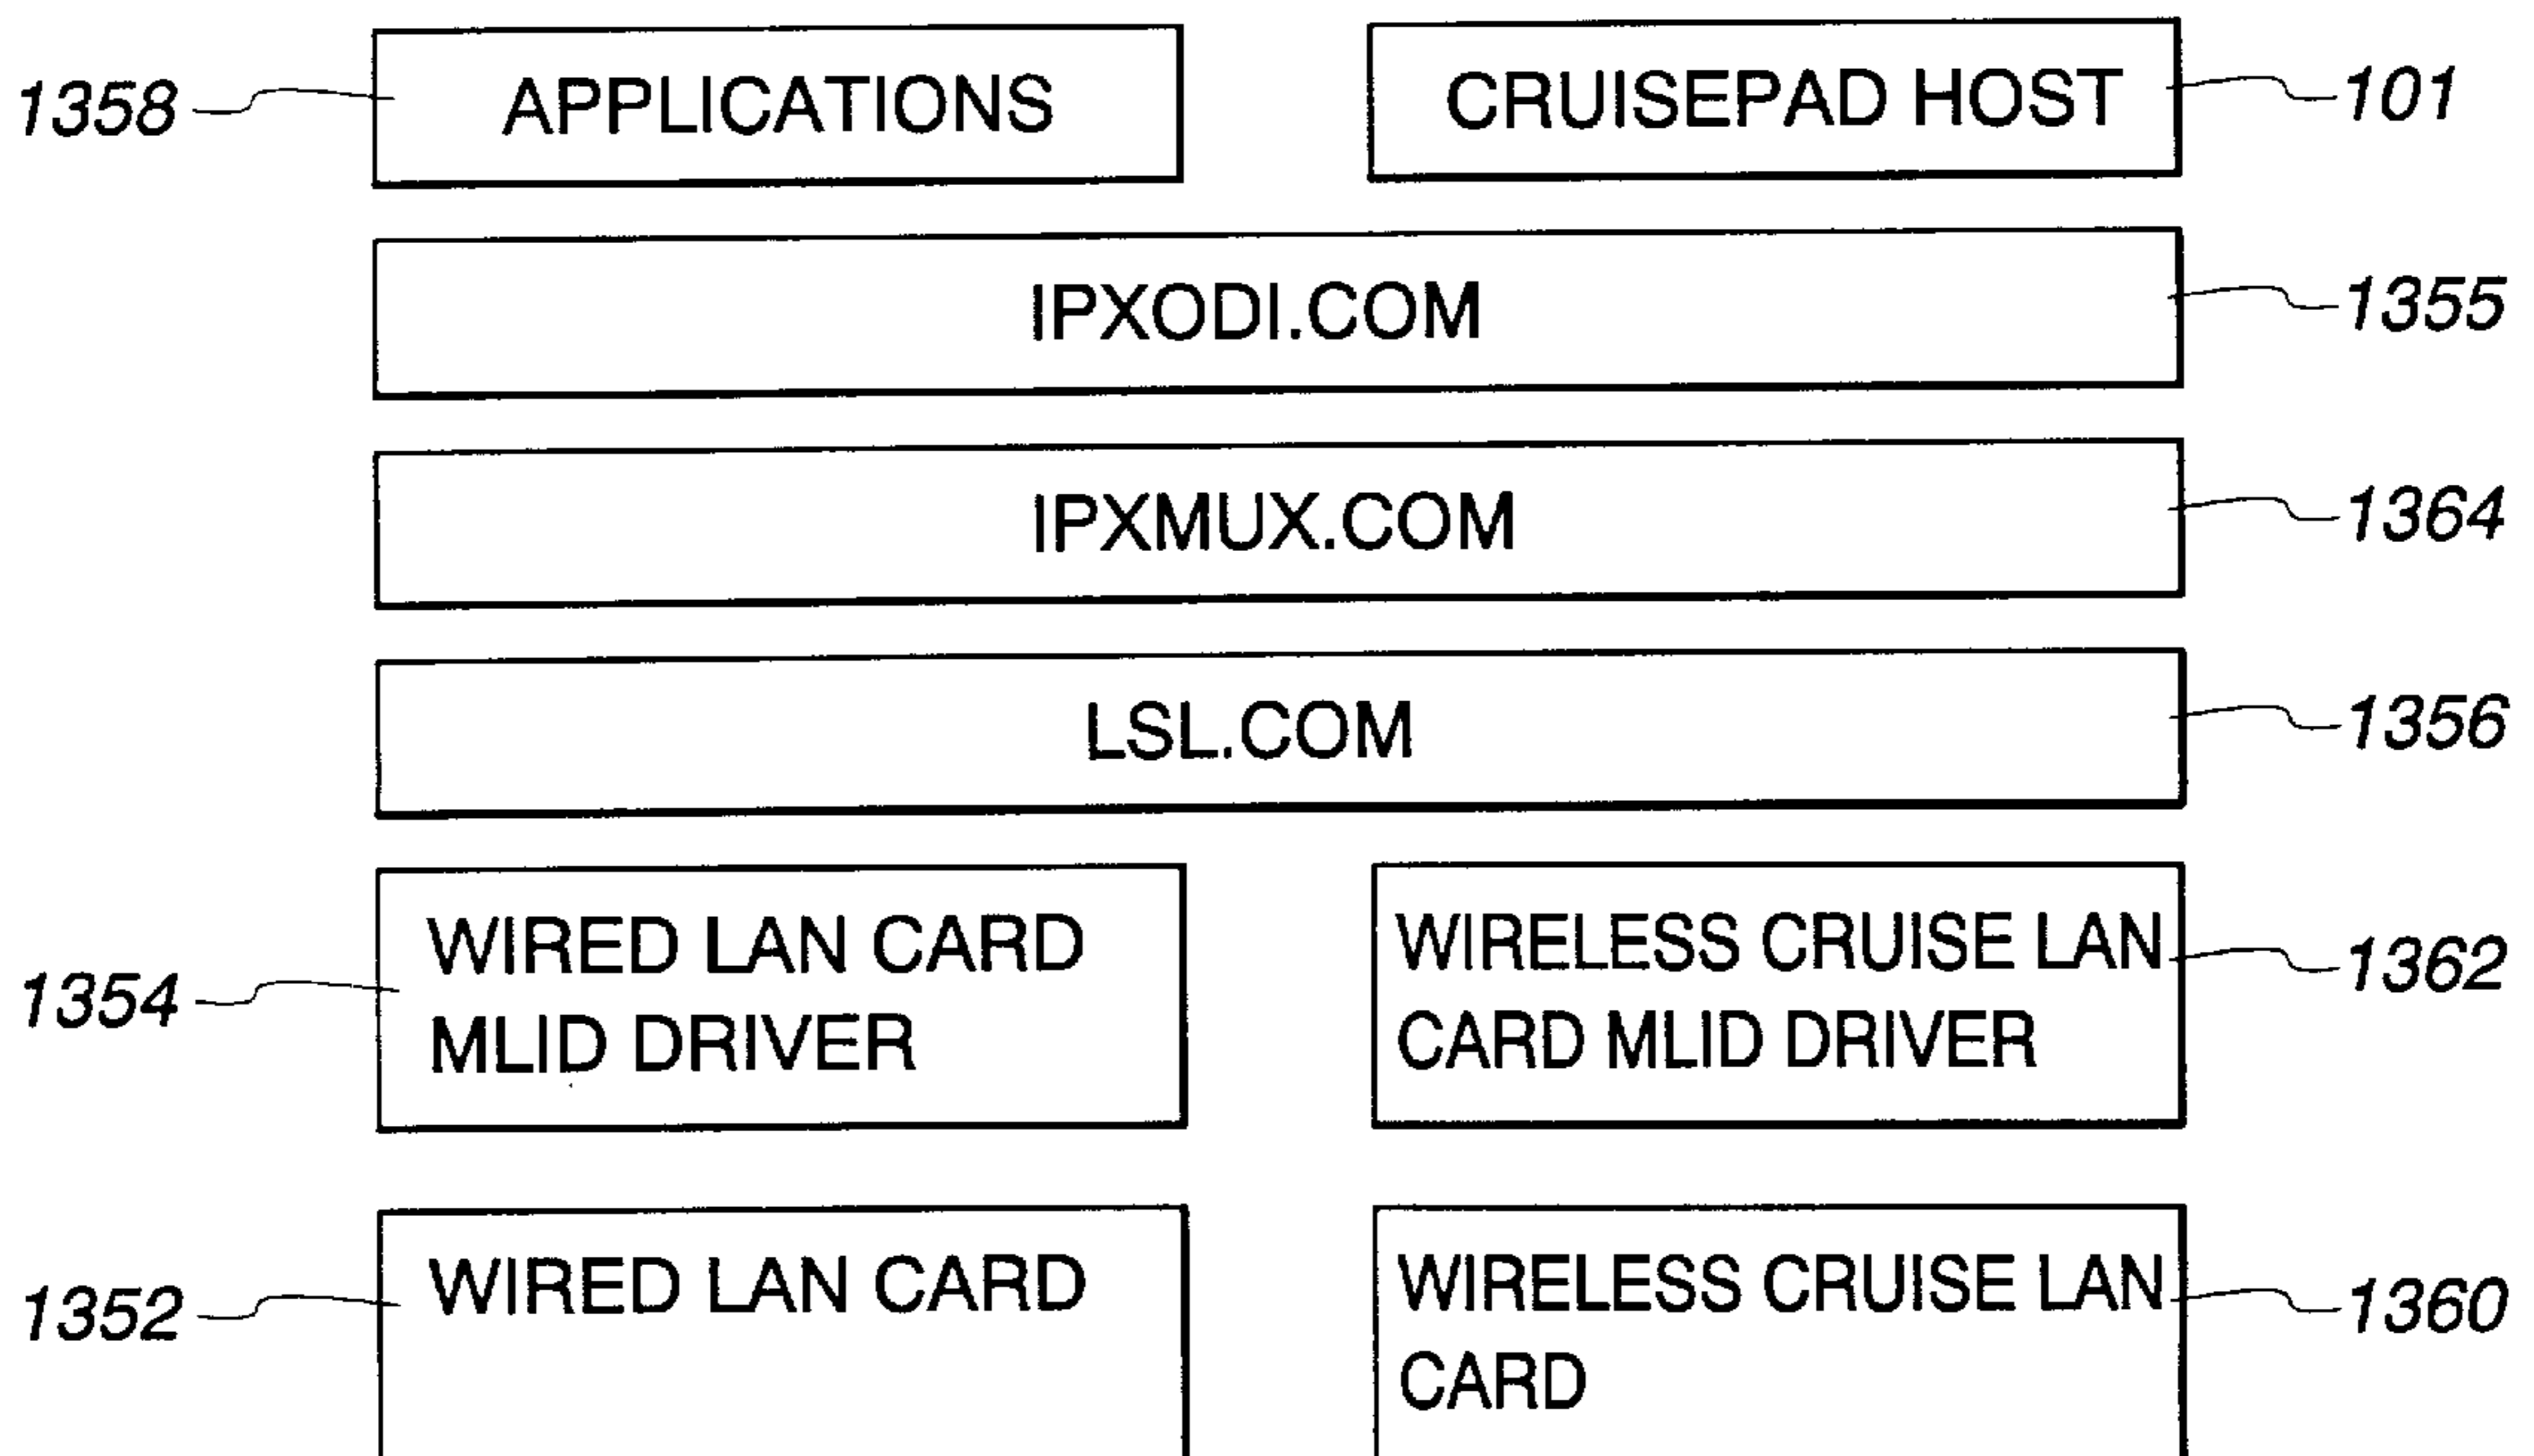 1358 APPLICATIONS CRUISEPAD HOST 101
IPXODI.COM 1355
IPXMUX.COM 1364
LSL.COM 1356
1354
WIRED LAN CARD
MLID DRIVER
WIRELESS CRUISE LAN
CARD MLID DRIVER
1362
1352
WIRED LAN CARD
WIRELESS CRUISE LAN
CARD
1360